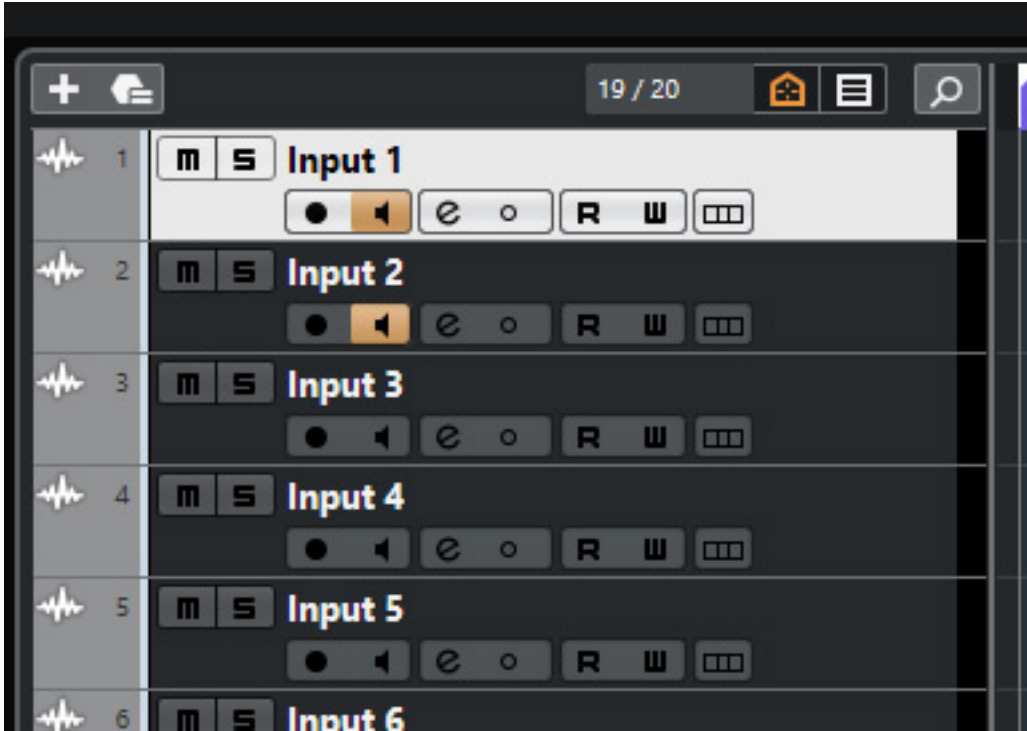 19 / 20
1 m S Input 1
e R W
2 m S Input 2
e R W
3 m S Input 3
e R W
4 m S Input 4
e R W
5 m S Input 5
e R W
6 m S Input 6